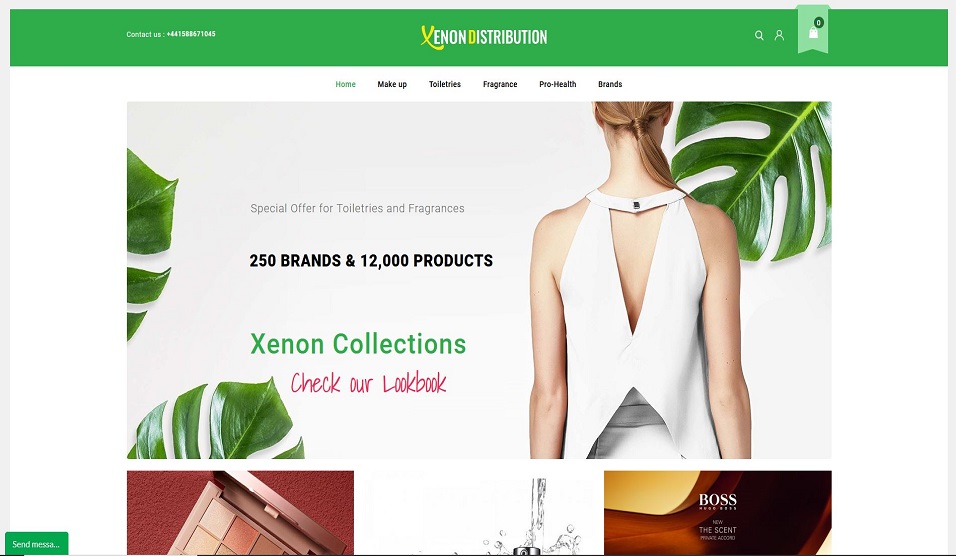 Contact us : +441588671045
XENON DISTRIBUTION
0
Home
Make up
Toiletries
Fragrance
Pro-Health
Brands
Special Offer for Toiletries and Fragrances
250 BRANDS & 12,000 PRODUCTS
Xenon Collections
Check our Lookbook
BOSS
HUGO BOSS
NEW
THE SCENT
PRIVATE ACCORD
Send messa...